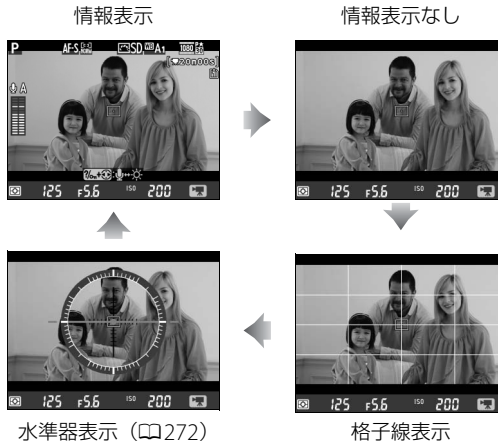 情報表示
情報表示なし
P AF-S SD A1 1080
[20m00s]
A
125 F5.6 ISO 200
125 F5.6 ISO 200
125 F5.6 ISO 200
125 F5.6 ISO 200
水準器表示（272）
格子線表示